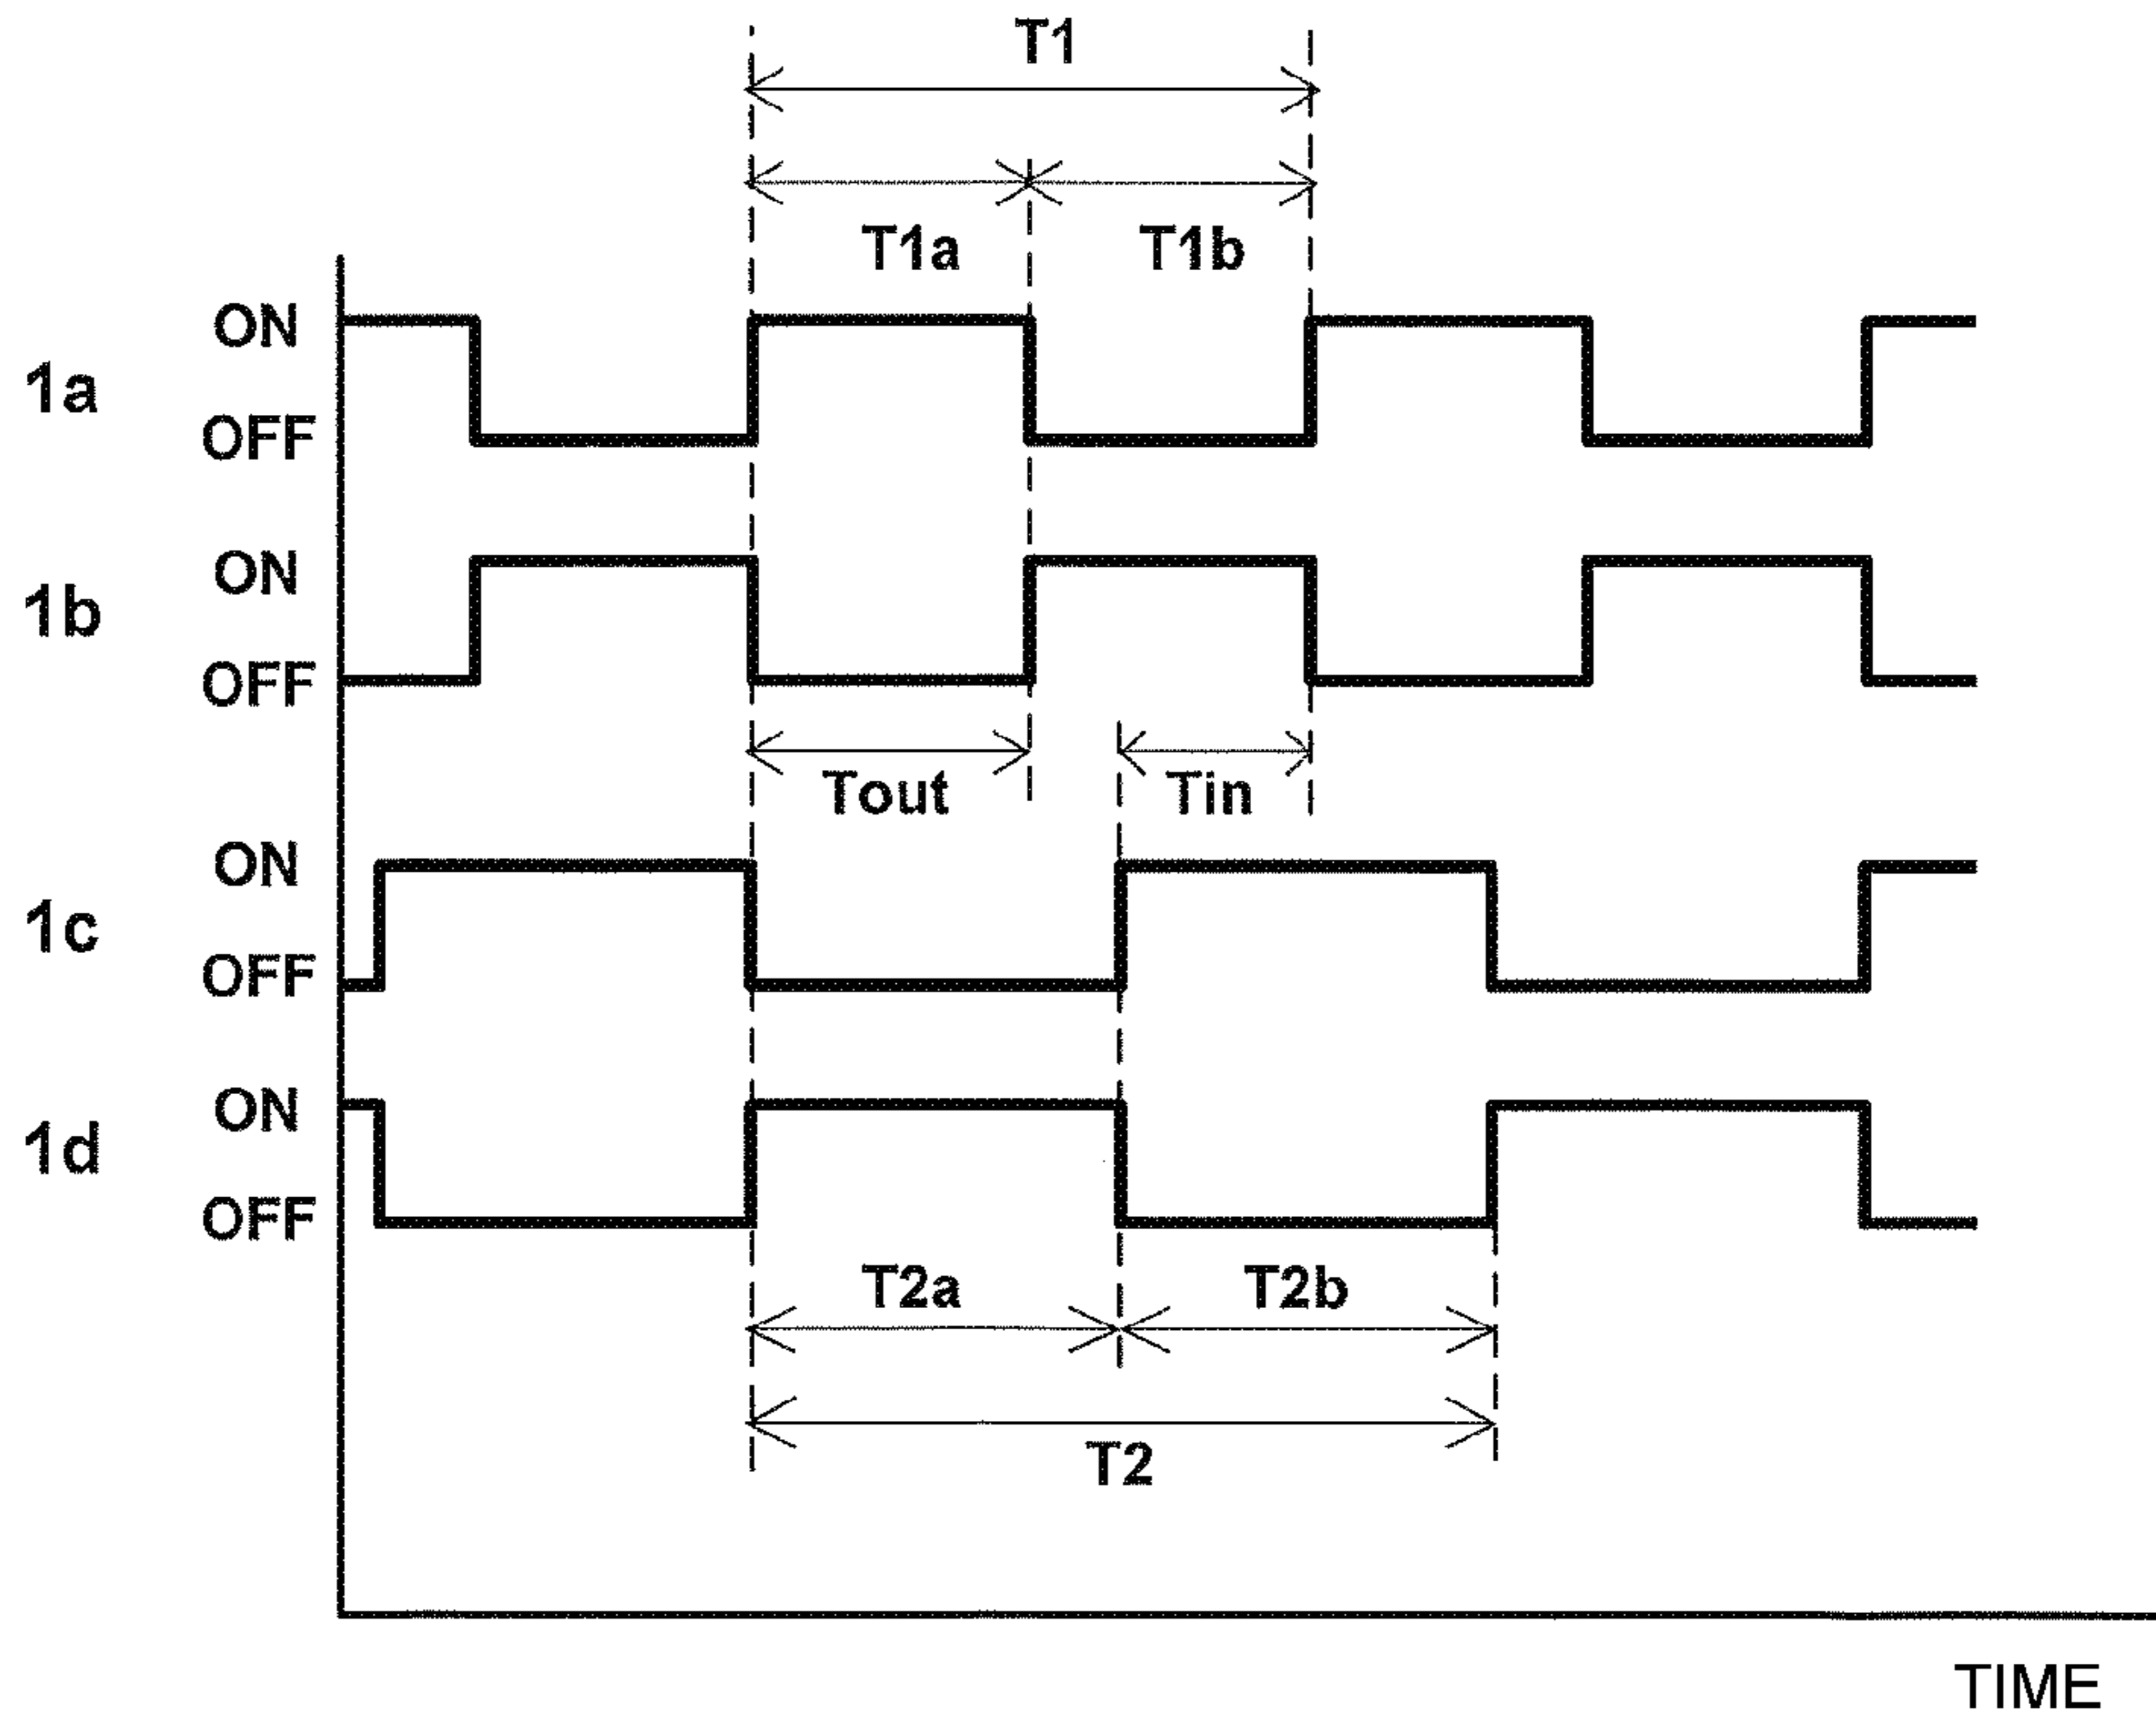 T1
T1a T1b
ON
1a
OFF
ON
1b
OFF
Tout Tin
ON
1c
OFF
ON
1d
OFF
T2a T2b
T2
TIME